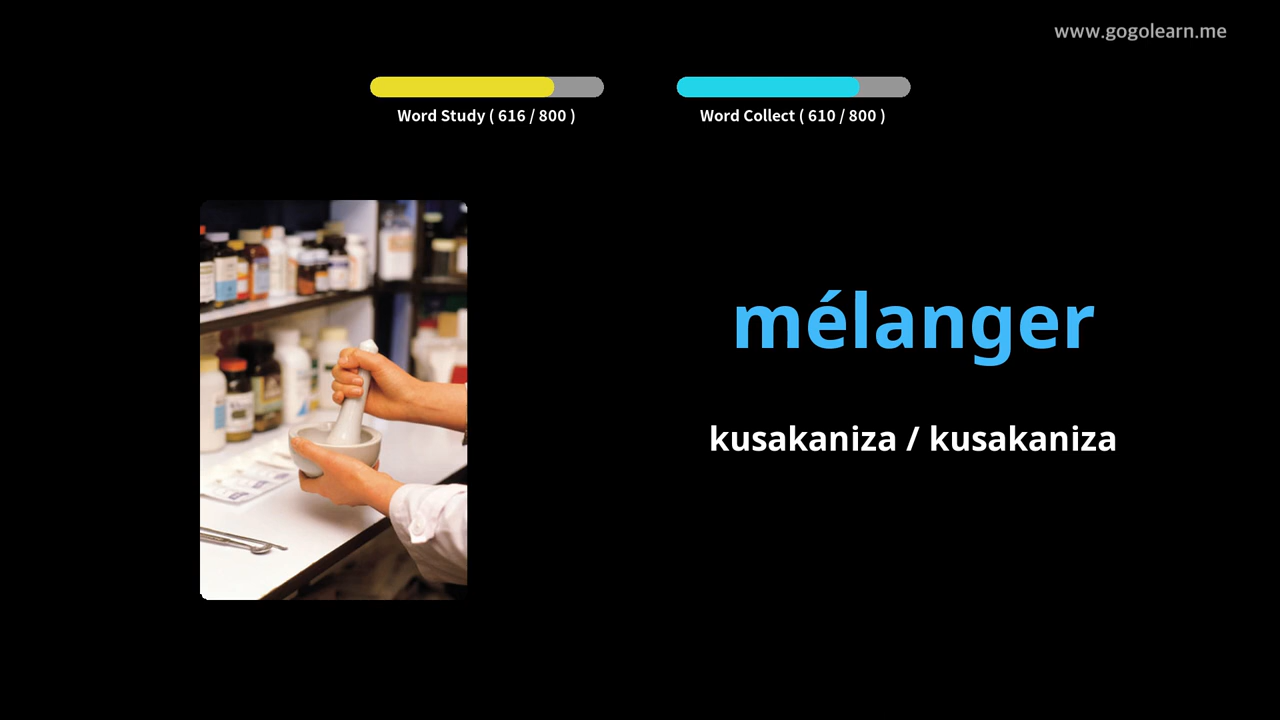 www.gogolearn.me
Word Study ( 616 / 800 )
Word Collect ( 610 / 800 )
mélanger
kusakaniza / kusakaniza